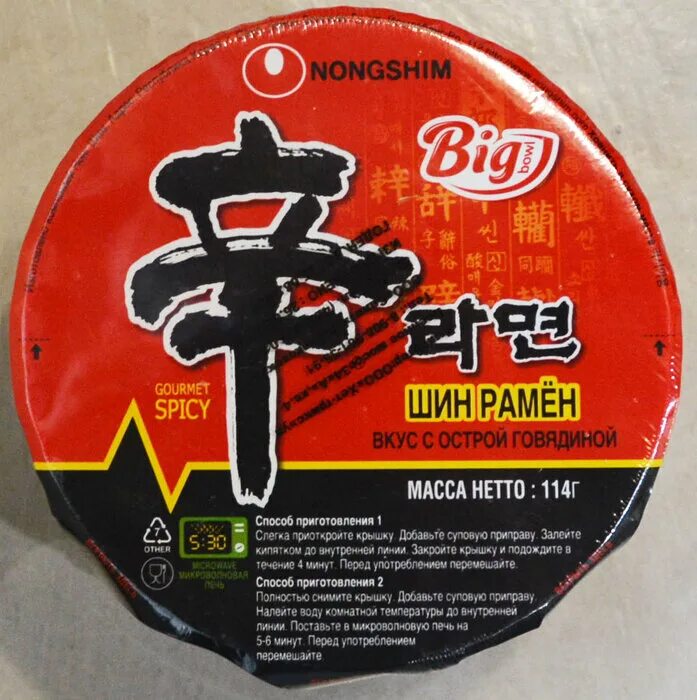 NONGSHIM
Big
bowl
辛
라면
GOURMET
SPICY
ШИН РАМЁН
ВКУС С ОСТРОЙ ГОВЯДИНОЙ
МАССА НЕТТО : 114Г
Способ приготовления 1
Слегка приоткройте крышку. Добавьте суповую приправу. Залейте
кипятком до внутренней линии. Закройте крышку и подождите в
течение 4 минут. Перед употреблением перемешайте.
7
OTHER
5:30
MICROWAVE
МИКРОВОЛНОВАЯ
ПЕЧЬ
Способ приготовления 2
Полностью снимите крышку. Добавьте суповую приправу.
Налейте воду комнатной температуры до внутренней
линии. Поставьте в микроволновую печь на
5-6 минут. Перед употреблением
перемешайте.